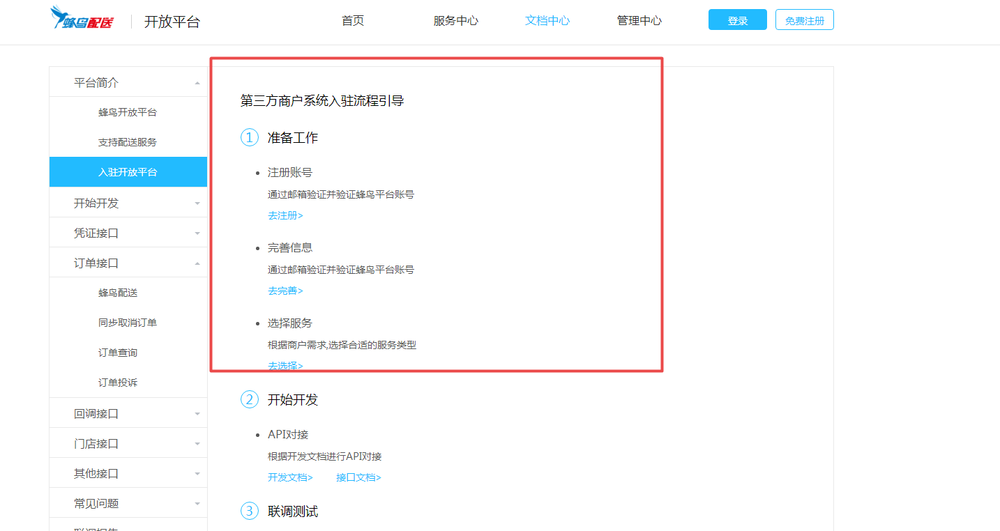 蜂鸟配送
开放平台
首页
服务中心
文档中心
管理中心
登录
免费注册
平台简介
蜂鸟开放平台
支持配送服务
入驻开放平台
开始开发
凭证接口
订单接口
蜂鸟配送
同步取消订单
订单查询
订单投诉
回调接口
门店接口
其他接口
常见问题
第三方商户系统入驻流程引导
1 准备工作
注册账号
通过邮箱验证并验证蜂鸟平台账号
去注册>
完善信息
通过邮箱验证并验证蜂鸟平台账号
去完善>
选择服务
根据商户需求,选择合适的服务类型
去选择>
2 开始开发
API对接
根据开发文档进行API对接
开发文档> 接口文档>
3 联调测试